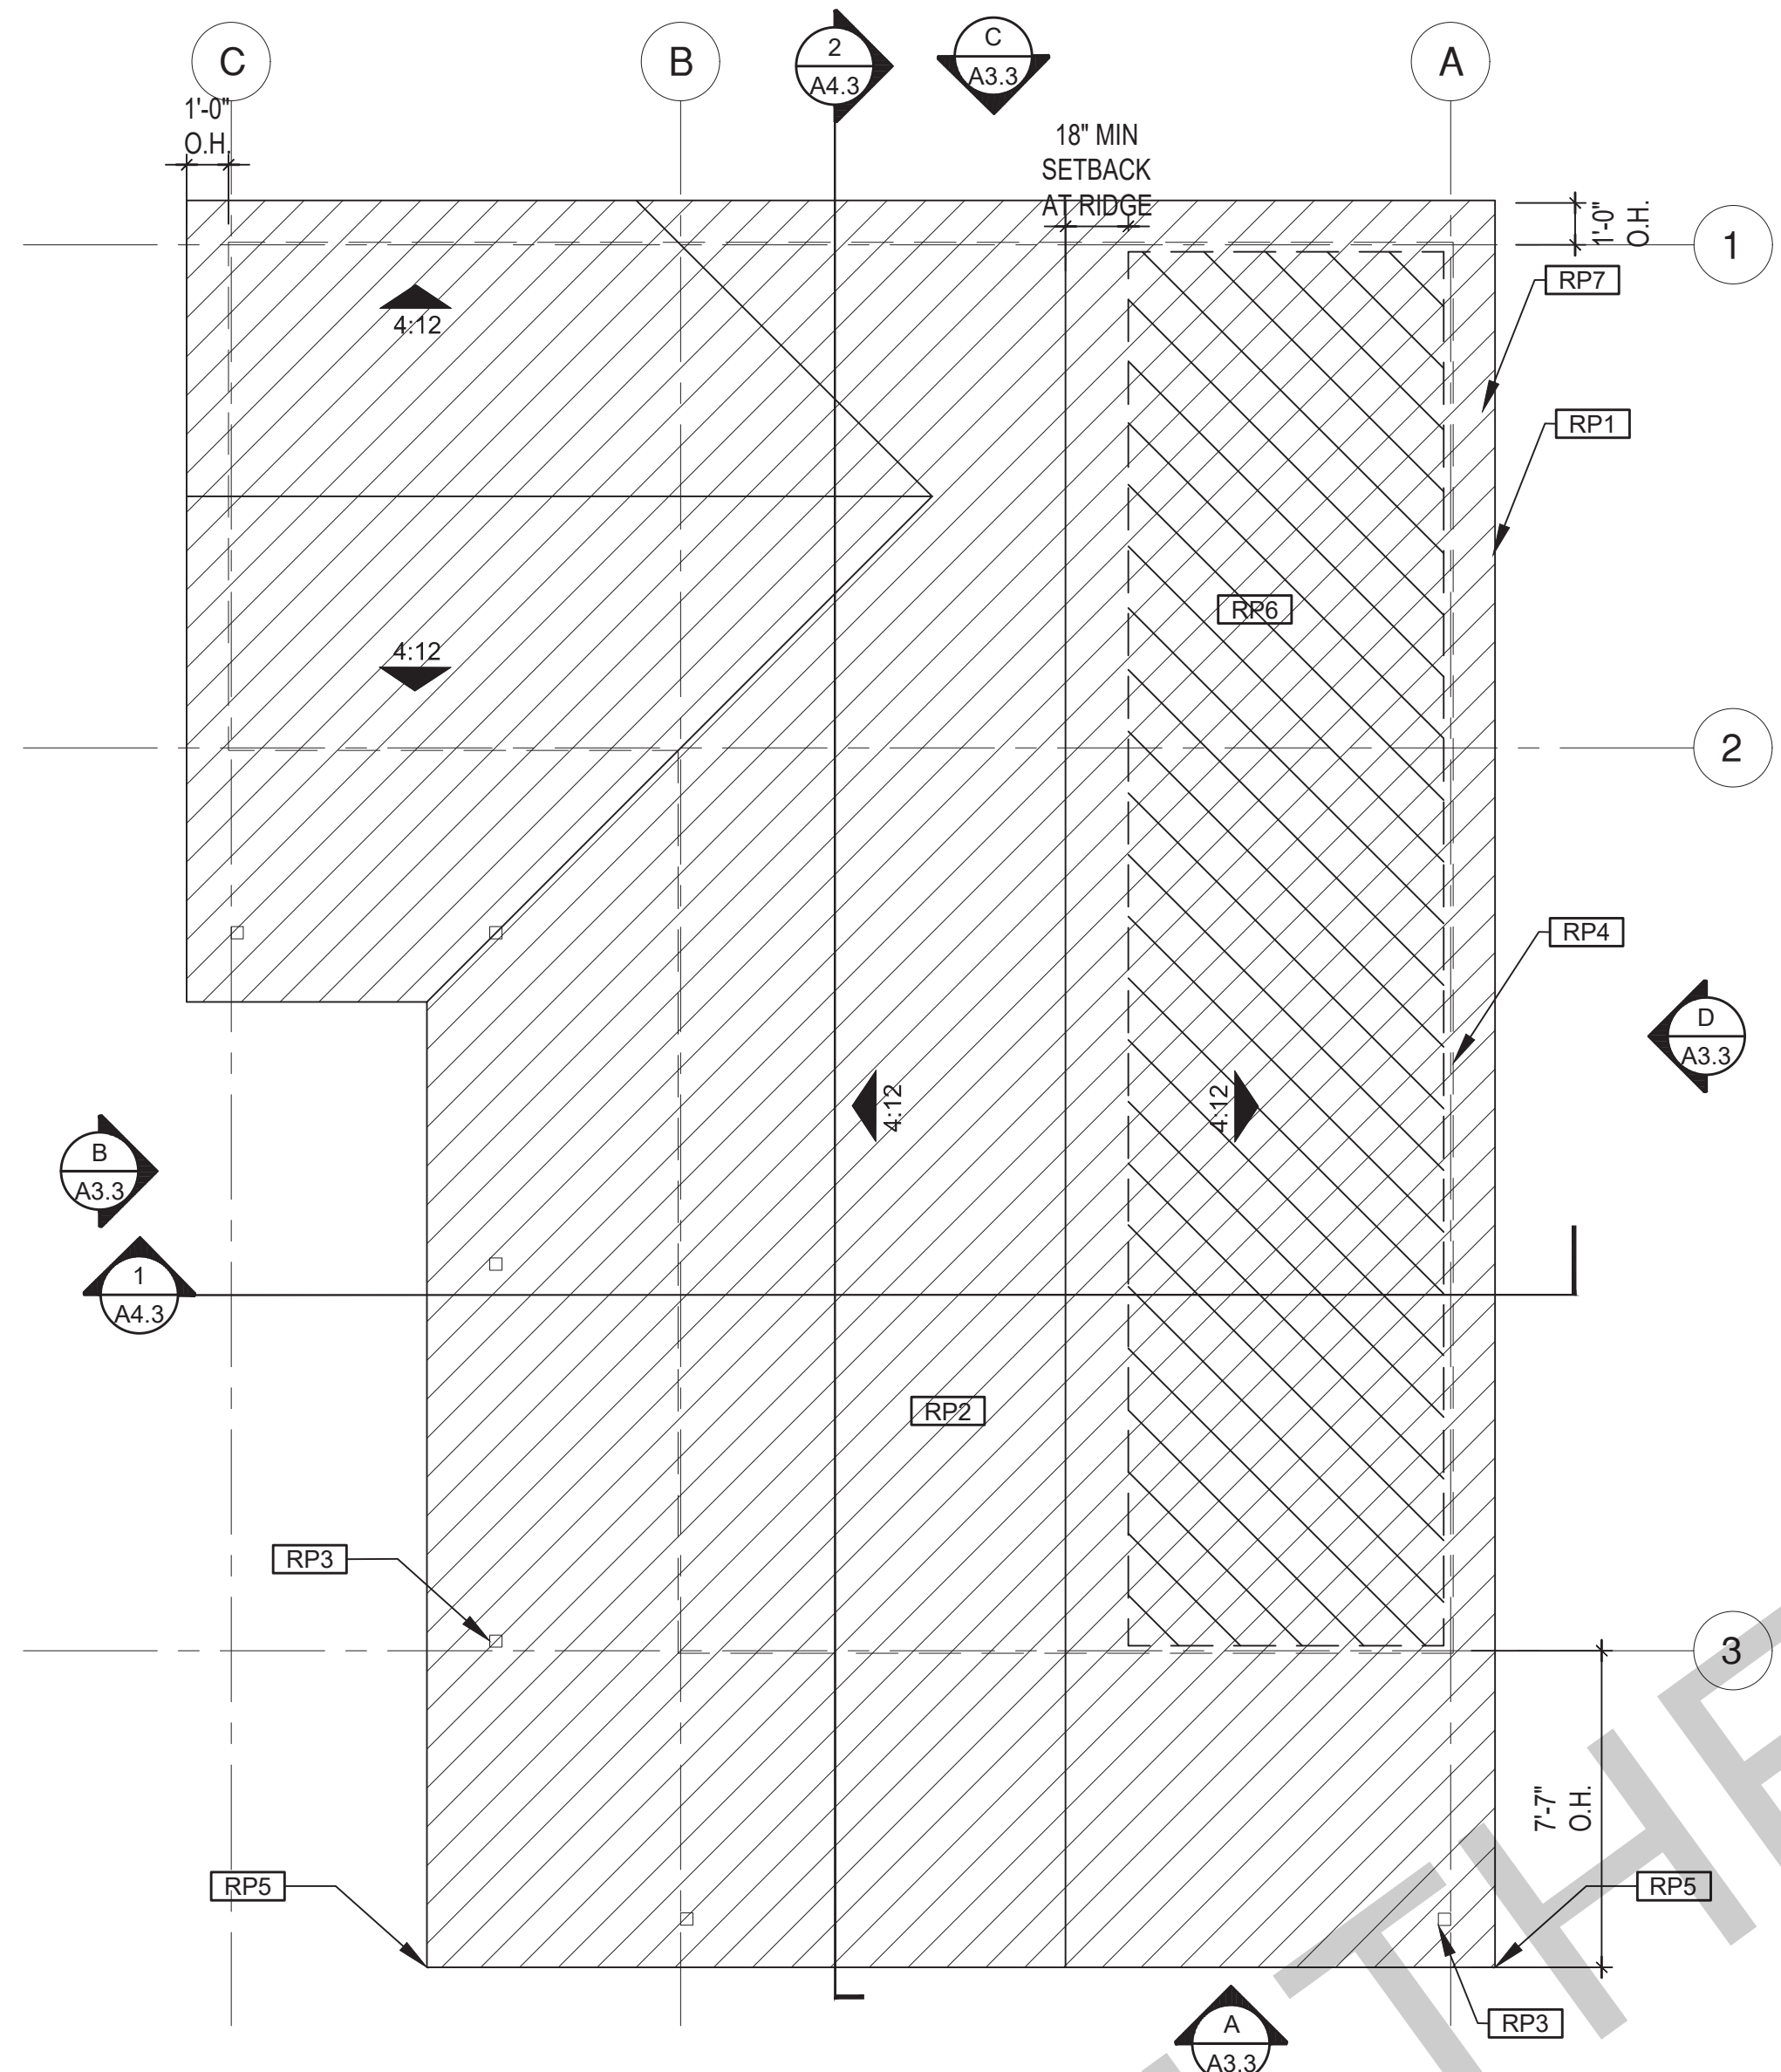 C
B
2
A4.3
C
A3.3
A
1'-0"
O.H.
18" MIN
SETBACK
AT RIDGE
1'-0"
O.H.
1
RP7
4:12
RP1
RP6
4:12
2
RP4
D
A3.3
4:12
4:12
B
A3.3
1
A4.3
RP2
RP3
3
7'-7"
O.H.
RP5
RP5
RP3
A
A3.3